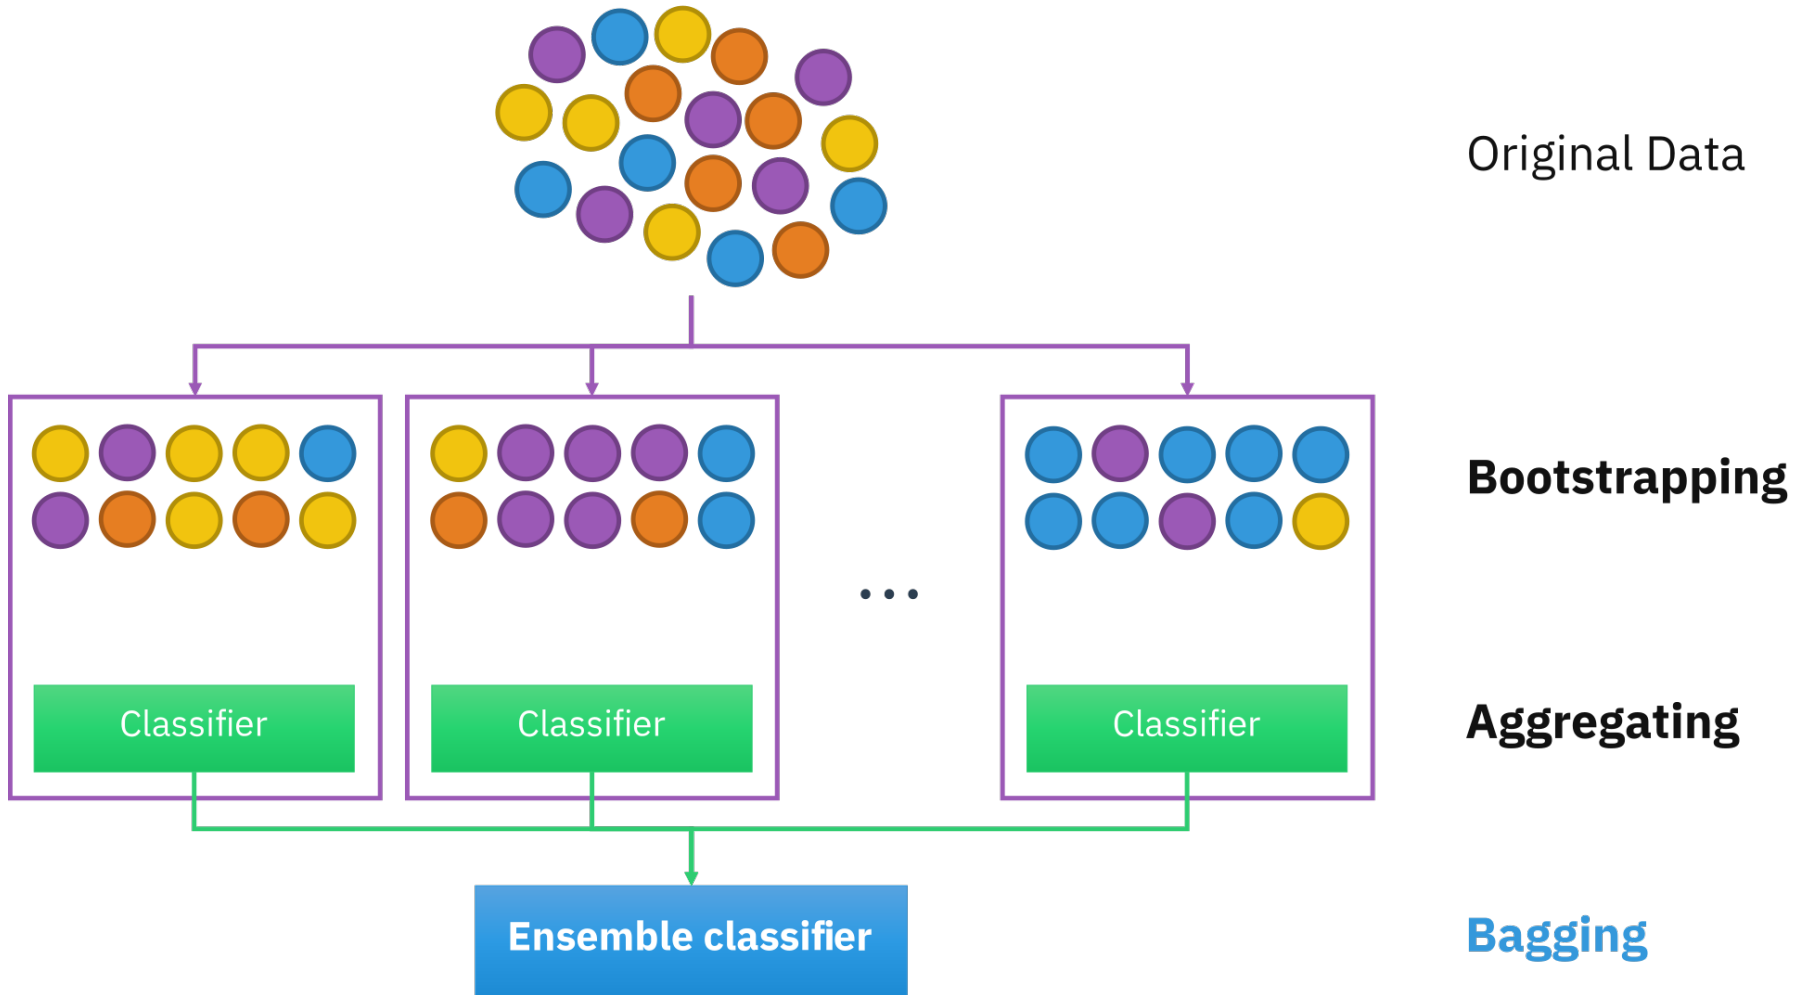 Original Data
Bootstrapping
...
Classifier
Classifier
Classifier
Aggregating
Ensemble classifier
Bagging